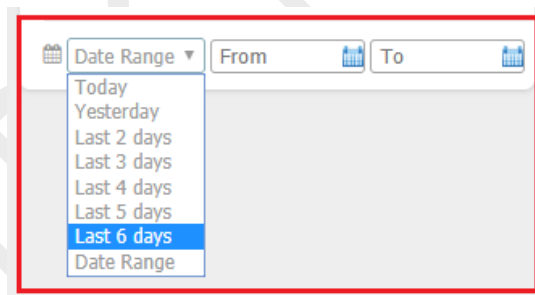 Date Range From To
Today
Yesterday
Last 2 days
Last 3 days
Last 4 days
Last 5 days
Last 6 days
Date Range